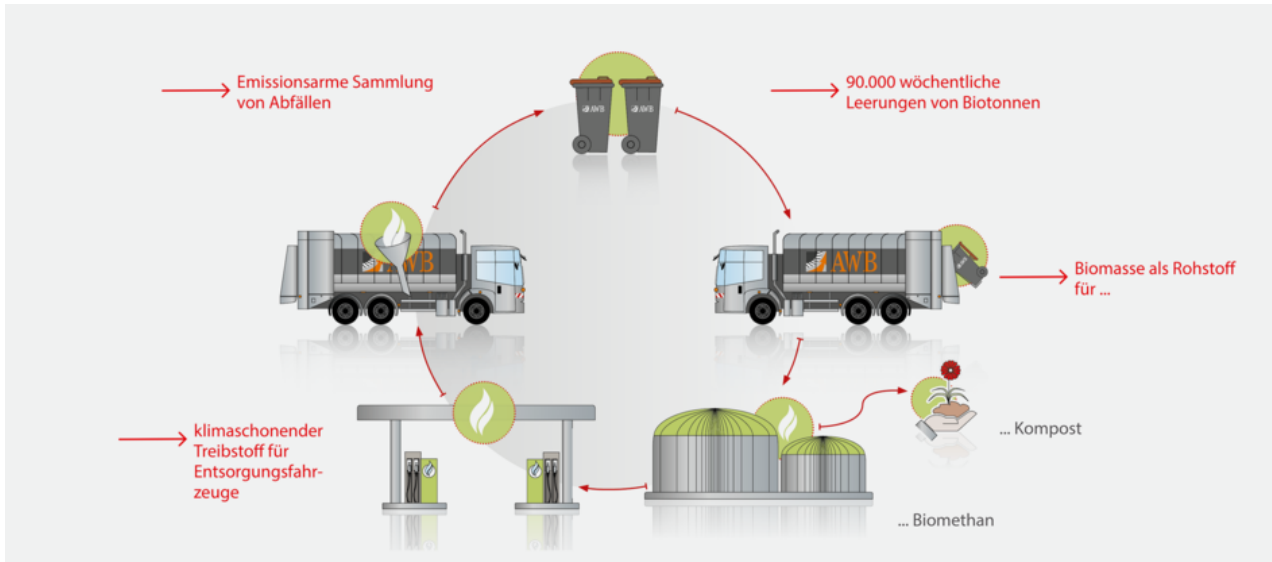 Emissionsarme Sammlung
von Abfällen
90.000 wöchentliche
Leerungen von Biotonnen
AWB
AWB
AWB
AWB
Biomasse als Rohstoff
für ...
... Kompost
klimaschonender
Treibstoff für
Entsorgungsfahr-
zeuge
... Biomethan